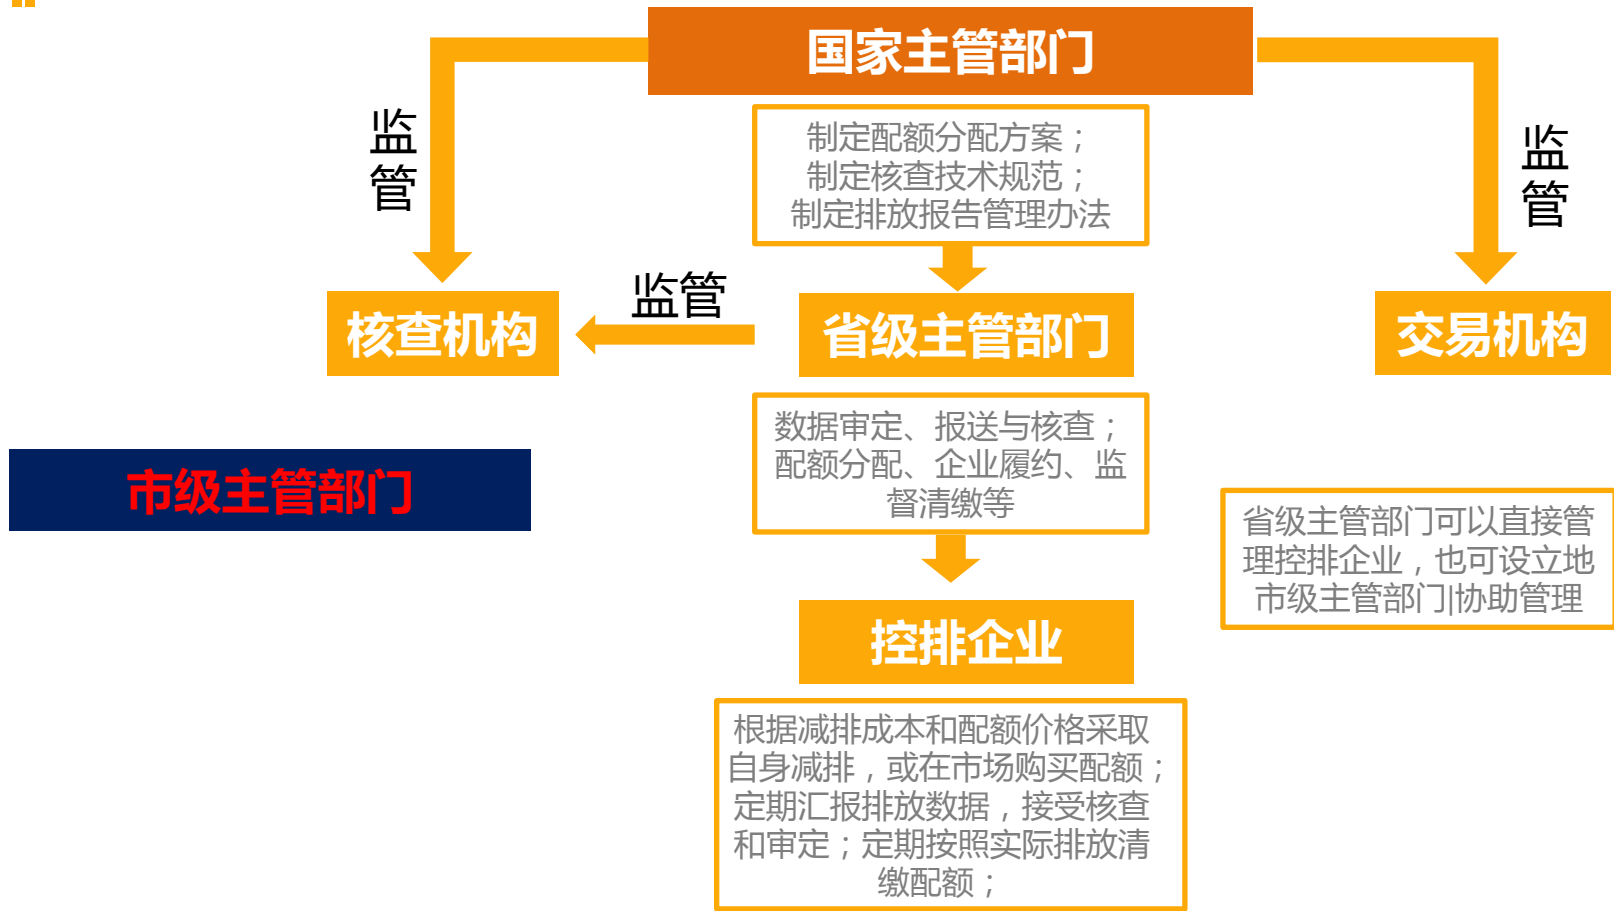 国家主管部门
监
管
制定配额分配方案；
制定核查技术规范；
制定排放报告管理办法
监
管
监管
核查机构
省级主管部门
交易机构
数据审定、报送与核查；
配额分配、企业履约、监
督清缴等
市级主管部门
省级主管部门可以直接管
理控排企业，也可设立地
市级主管部门|协助管理
控排企业
根据减排成本和配额价格采取
自身减排，或在市场购买配额；
定期汇报排放数据，接受核查
和审定；定期按照实际排放清
缴配额；